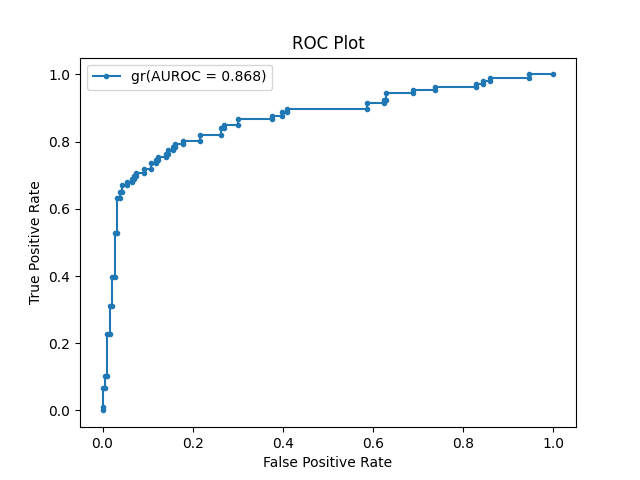 ROC Plot
gr(AUROC = 0.868)
True Positive Rate
1.0
0.8
0.6
0.4
0.2
0.0
0.0 0.2 0.4 0.6 0.8 1.0
False Positive Rate